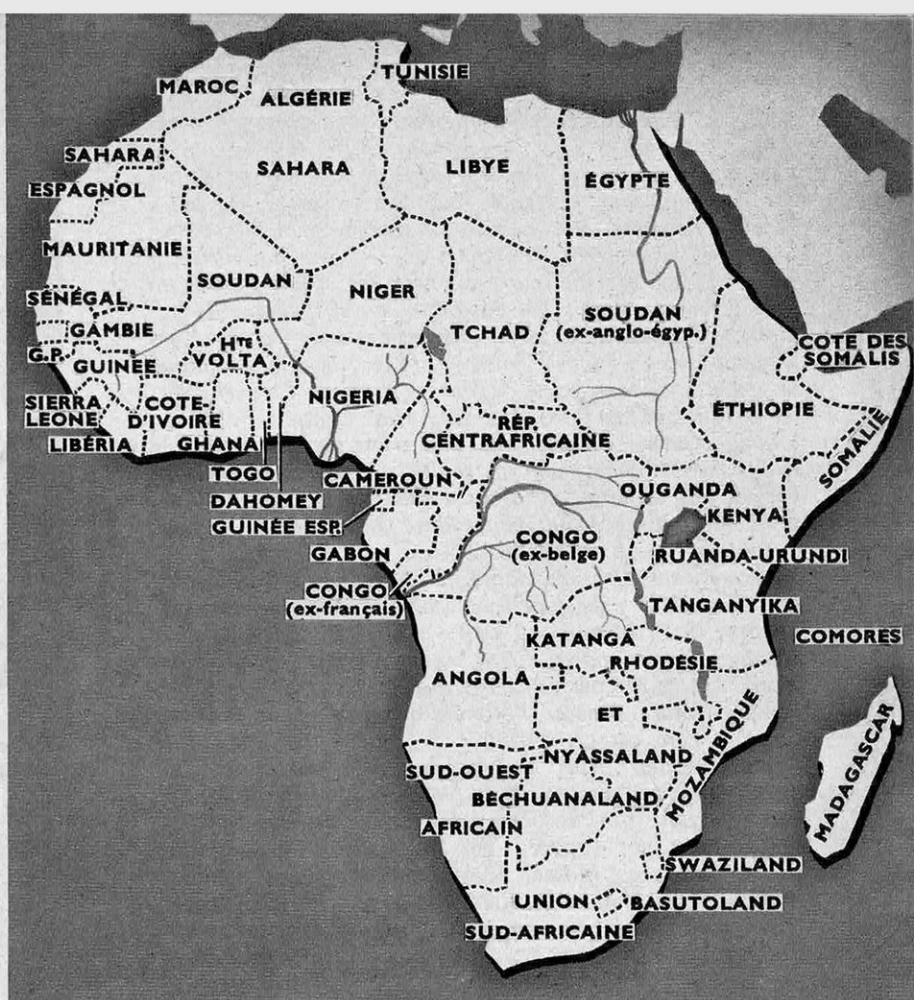 TUNISIE
MAROC
ALGÉRIE
SAHARA
ESPAGNOL
SAHARA
LIBYE
ÉGYPTE
MAURITANIE
SOUDAN
NIGER
TCHAD
SOUDAN
(ex-anglo-égyp.)
SÉNÉGAL
GAMBIE
G.P.
GUINÉE
HTE
VOLTA
COTE DES
SOMALIS
NIGERIA
SIERRA
LEONE
COTE-
D'IVOIRE
LIBÉRIA
GHANA
TOGO
DAHOMEY
RÉP.
CENTRAFRICAINE
ÉTHIOPIE
SOMALIE
CAMEROUN
GUINÉE ESP.
GABON
OUGANDA
KENYA
CONGO
(ex-belge)
RUANDA-URUNDI
CONGO
(ex-français)
TANGANYIKA
KATANGA
COMORES
RHODÉSIE
ET
NYASSALAND
ANGOLA
MOZAMBIQUE
MADAGASCAR
SUD-OUEST
AFRICAIN
BÉCHUANALAND
SWAZILAND
UNION
SUD-AFRICAINE
BASUTOLAND